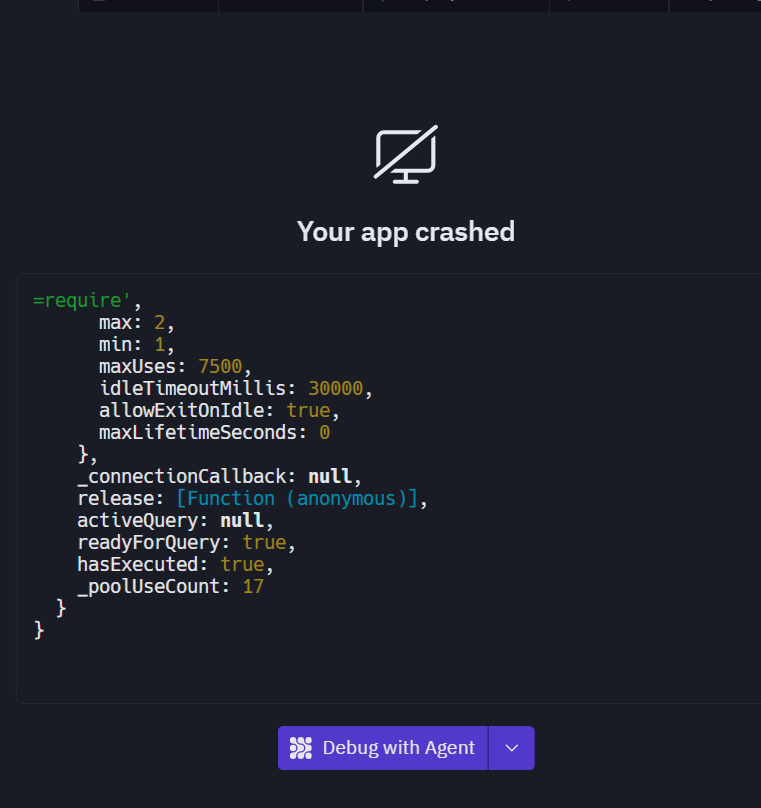 Your app crashed
=require',
max: 2,
min: 1,
maxUses: 7500,
idleTimeoutMillis: 30000,
allowExitOnIdle: true,
maxLifetimeSeconds: 0
},
_connectionCallback: null,
release: [Function (anonymous)],
activeQuery: null,
readyForQuery: true,
hasExecuted: true,
_poolUseCount: 17
}
}
Debug with Agent